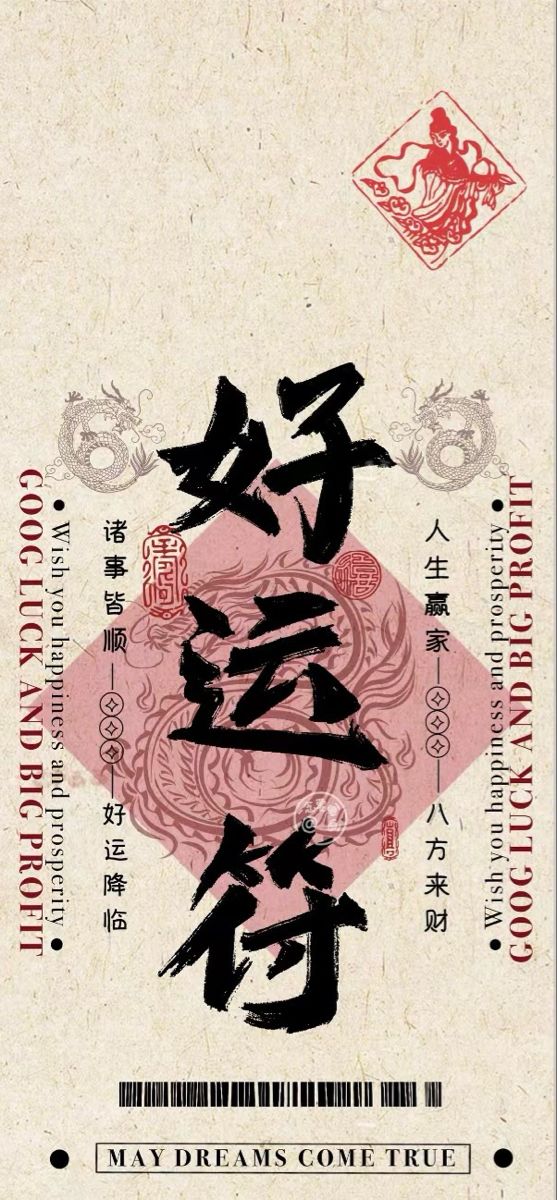 好运符
人生赢家
八方来财
诸事皆顺
好运降临
GOOG LUCK AND BIG PROFIT
Wish you happiness and prosperity
Wish you happiness and prosperity
GOOG LUCK AND BIG PROFIT
MAY DREAMS COME TRUE